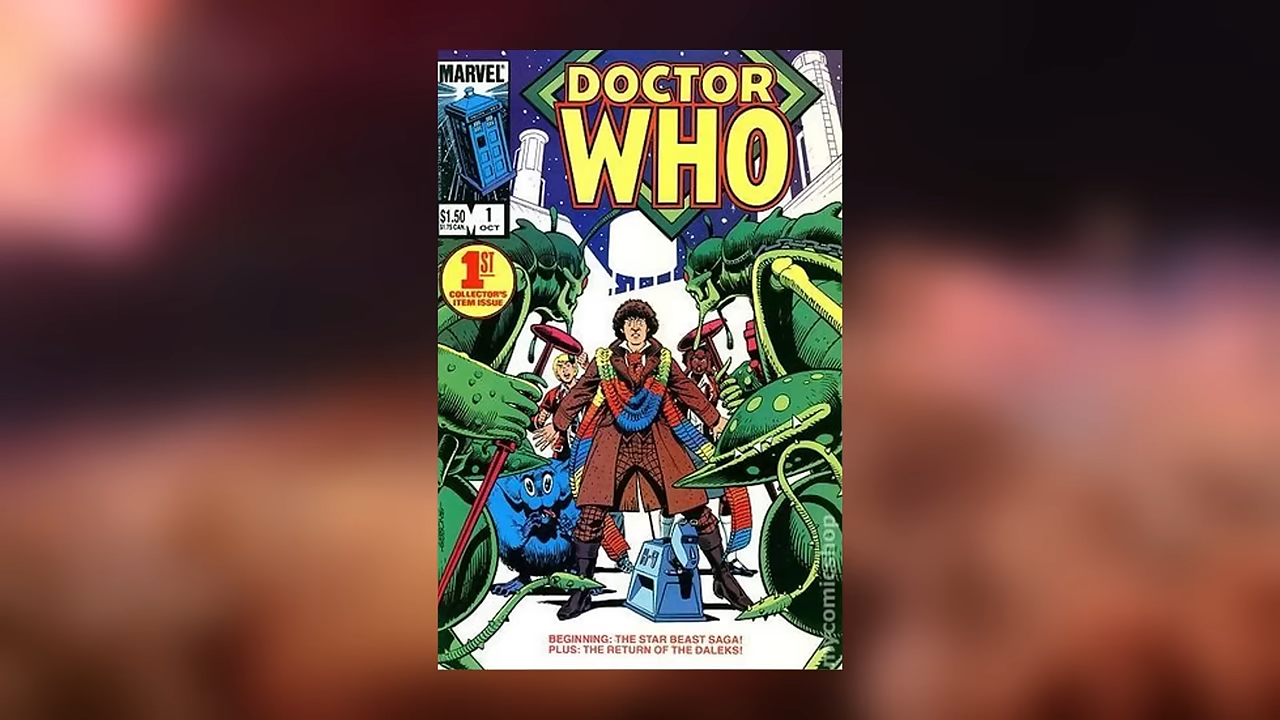 MARVEL
DOCTOR
WHO
$1.50
$1.75 CAN.
1
OCT
1ST
COLLECTOR'S
ITEM ISSUE
BEGINNING: THE STAR BEAST SAGA!
PLUS: THE RETURN OF THE DALEKS!
mycomicshop